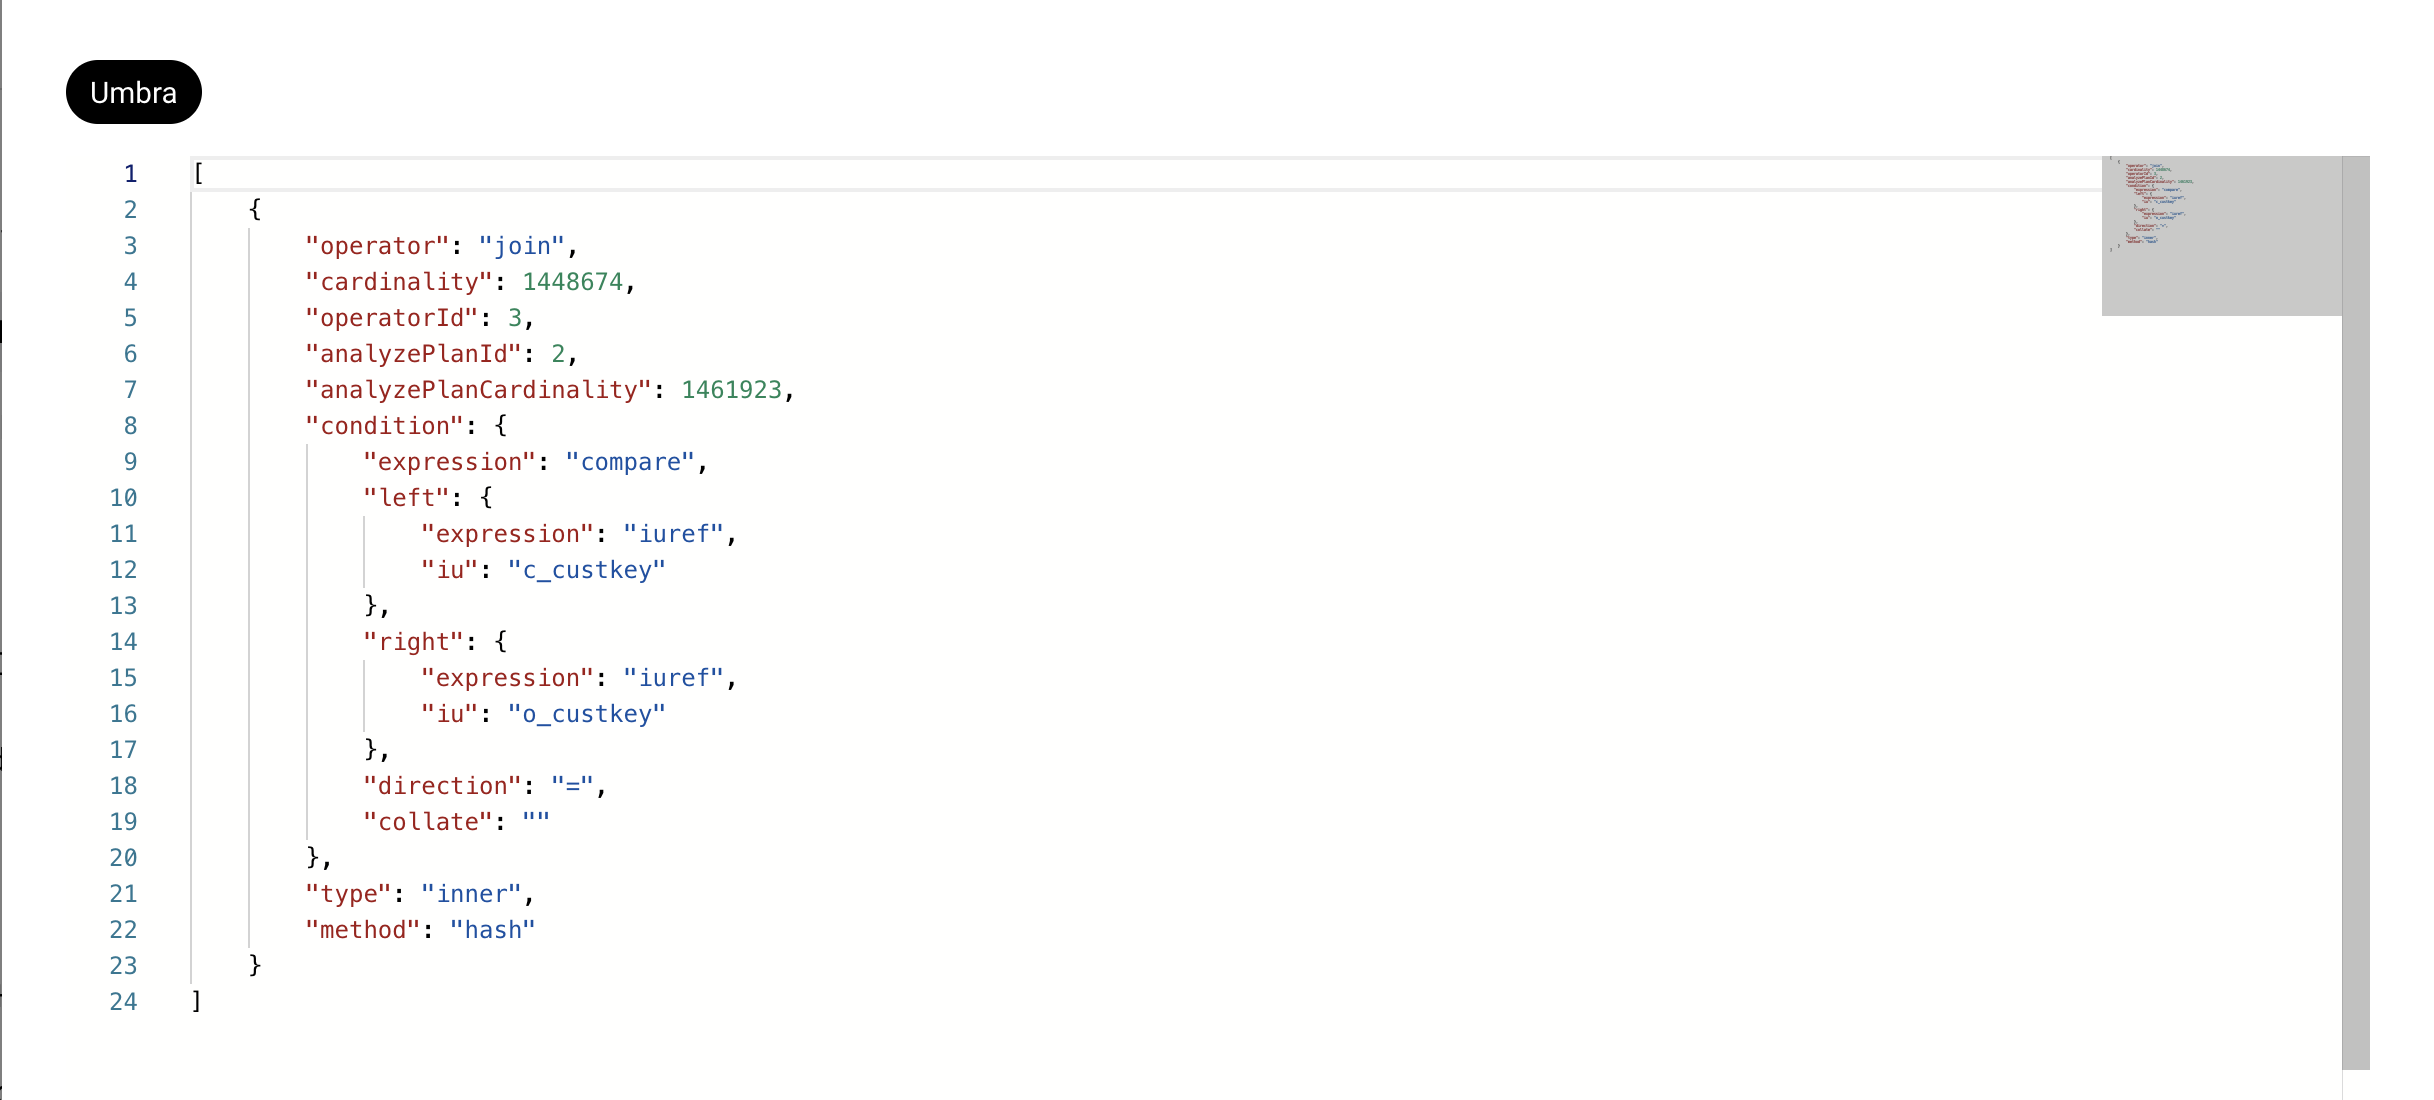 Umbra
1 [
2 {
3 "operator": "join",
4 "cardinality": 1448674,
5 "operatorId": 3,
6 "analyzePlanId": 2,
7 "analyzePlanCardinality": 1461923,
8 "condition": {
9 "expression": "compare",
10 "left": {
11 "expression": "iuref",
12 "iu": "c_custkey"
13 },
14 "right": {
15 "expression": "iuref",
16 "iu": "o_custkey"
17 },
18 "direction": "=",
19 "collate": ""
20 },
21 "type": "inner",
22 "method": "hash"
23 }
24 ]